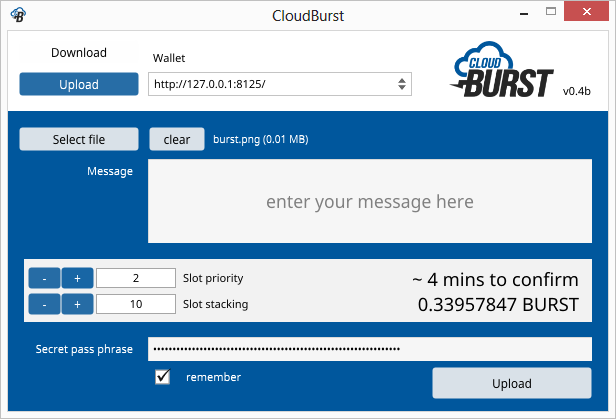 CloudBurst
Download
Wallet
Upload
http://127.0.0.1:8125/
CLOUD
BURST
v0.4b
Select file
clear
burst.png (0.01 MB)
Message
enter your message here
- + 2 Slot priority
~ 4 mins to confirm
- + 10 Slot stacking
0.33957847 BURST
Secret pass phrase
remember
Upload